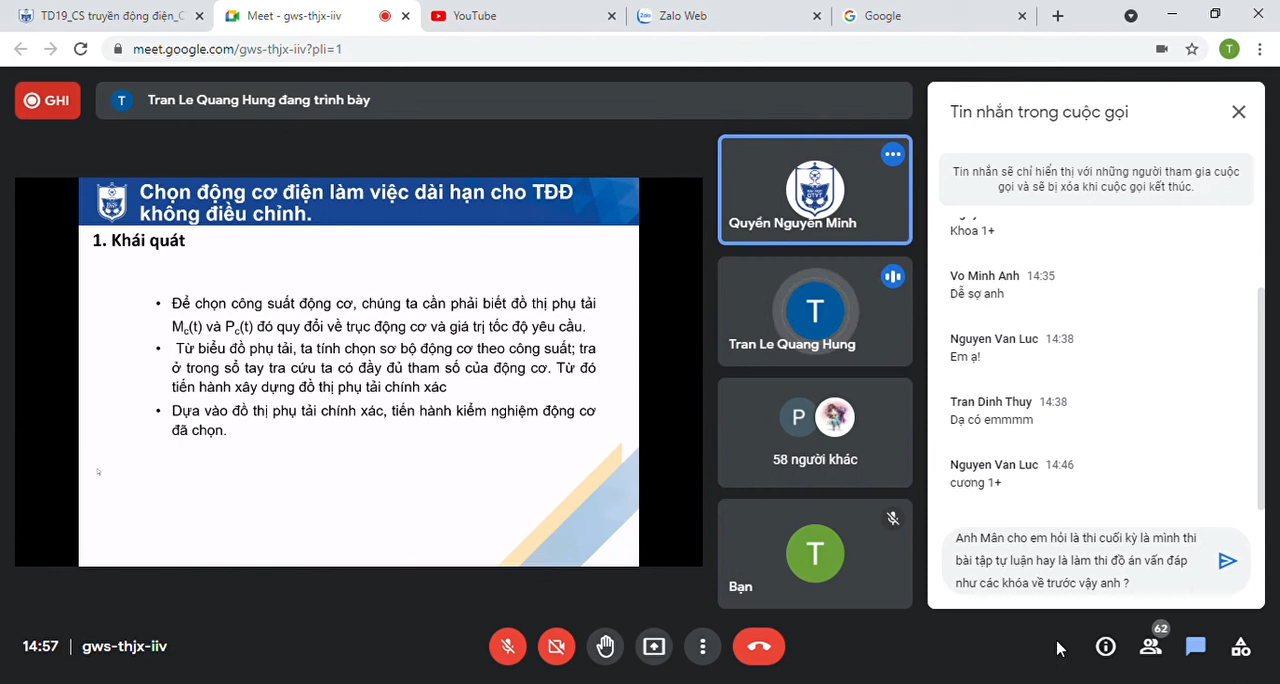 TD19_CS truyền động điện_C
Meet - gws-thjx-iiv
YouTube
Zalo Web
Google
meet.google.com/gws-thjx-iiv?pli=1
T
GHI
T
Tran Le Quang Hung đang trình bày
Chọn động cơ điện làm việc dài hạn cho TĐĐ
không điều chỉnh.
1. Khái quát
• Để chọn công suất động cơ, chúng ta cần phải biết đồ thị phụ tải
Mc(t) và Pc(t) đó quy đổi về trục động cơ và giá trị tốc độ yêu cầu.
• Từ biểu đồ phụ tải, ta tính chọn sơ bộ động cơ theo công suất; tra
ở trong sổ tay tra cứu ta có đầy đủ tham số của động cơ. Từ đó
tiến hành xây dựng đồ thị phụ tải chính xác
• Dựa vào đồ thị phụ tải chính xác, tiến hành kiểm nghiệm động cơ
đã chọn.
Quyền Nguyễn Minh
T
Tran Le Quang Hung
P
58 người khác
T
Bạn
Tin nhắn trong cuộc gọi
Tin nhắn sẽ chỉ hiển thị với những người tham gia cuộc
gọi và sẽ bị xóa khi cuộc gọi kết thúc.
Khoa 1+
Vo Minh Anh 14:35
Dễ sợ anh
Nguyen Van Luc 14:38
Em ạ!
Tran Dinh Thuy 14:38
Dạ có emmmm
Nguyen Van Luc 14:46
cương 1+
Anh Mân cho em hỏi là thi cuối kỳ là mình thi
bài tập tự luận hay là làm thi đồ án vấn đáp
như các khóa về trước vậy anh ?
14:57 | gws-thjx-iiv
62